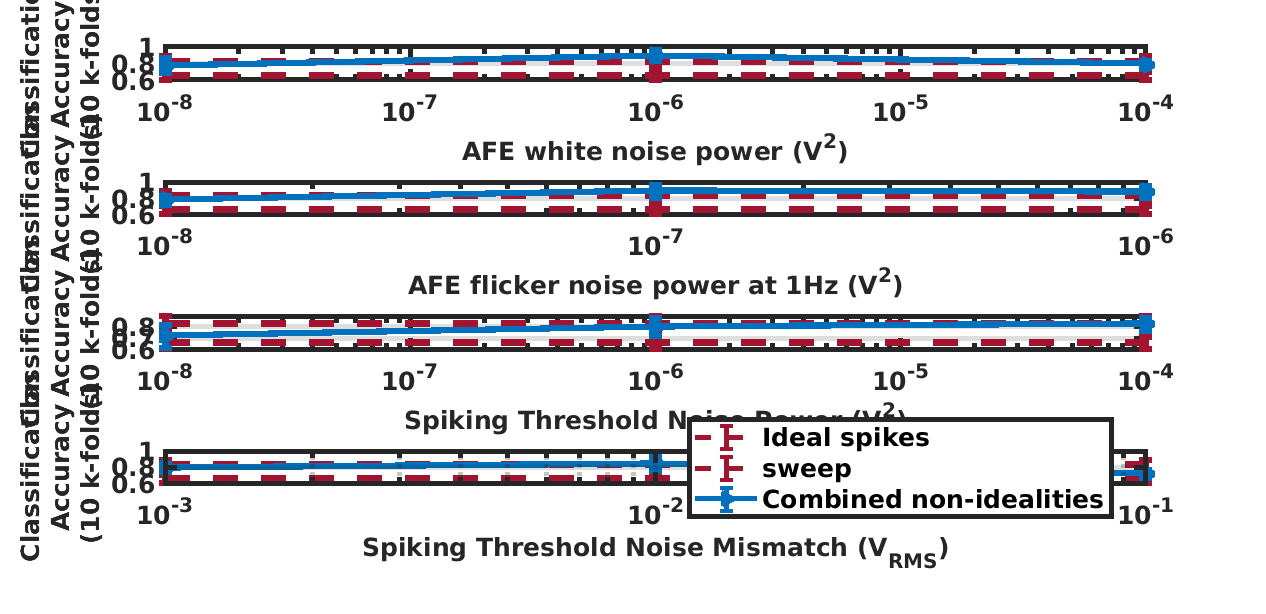 Classification
Accuracy
(10 k-folds)
1
0.8
0.6
10^-8
10^-7
10^-6
10^-5
10^-4
AFE white noise power (V^2)
Classification
Accuracy
(10 k-folds)
1
0.8
0.6
10^-8
10^-7
10^-6
AFE flicker noise power at 1Hz (V^2)
Classification
Accuracy
(10 k-folds)
0.8
0.7
0.6
10^-8
10^-7
10^-6
10^-5
10^-4
Spiking Threshold Noise Power (V^2)
Classification
Accuracy
(10 k-folds)
1
0.8
0.6
10^-3
10^-2
10^-1
Spiking Threshold Noise Mismatch (V_RMS)
Ideal spikes
sweep
Combined non-idealities